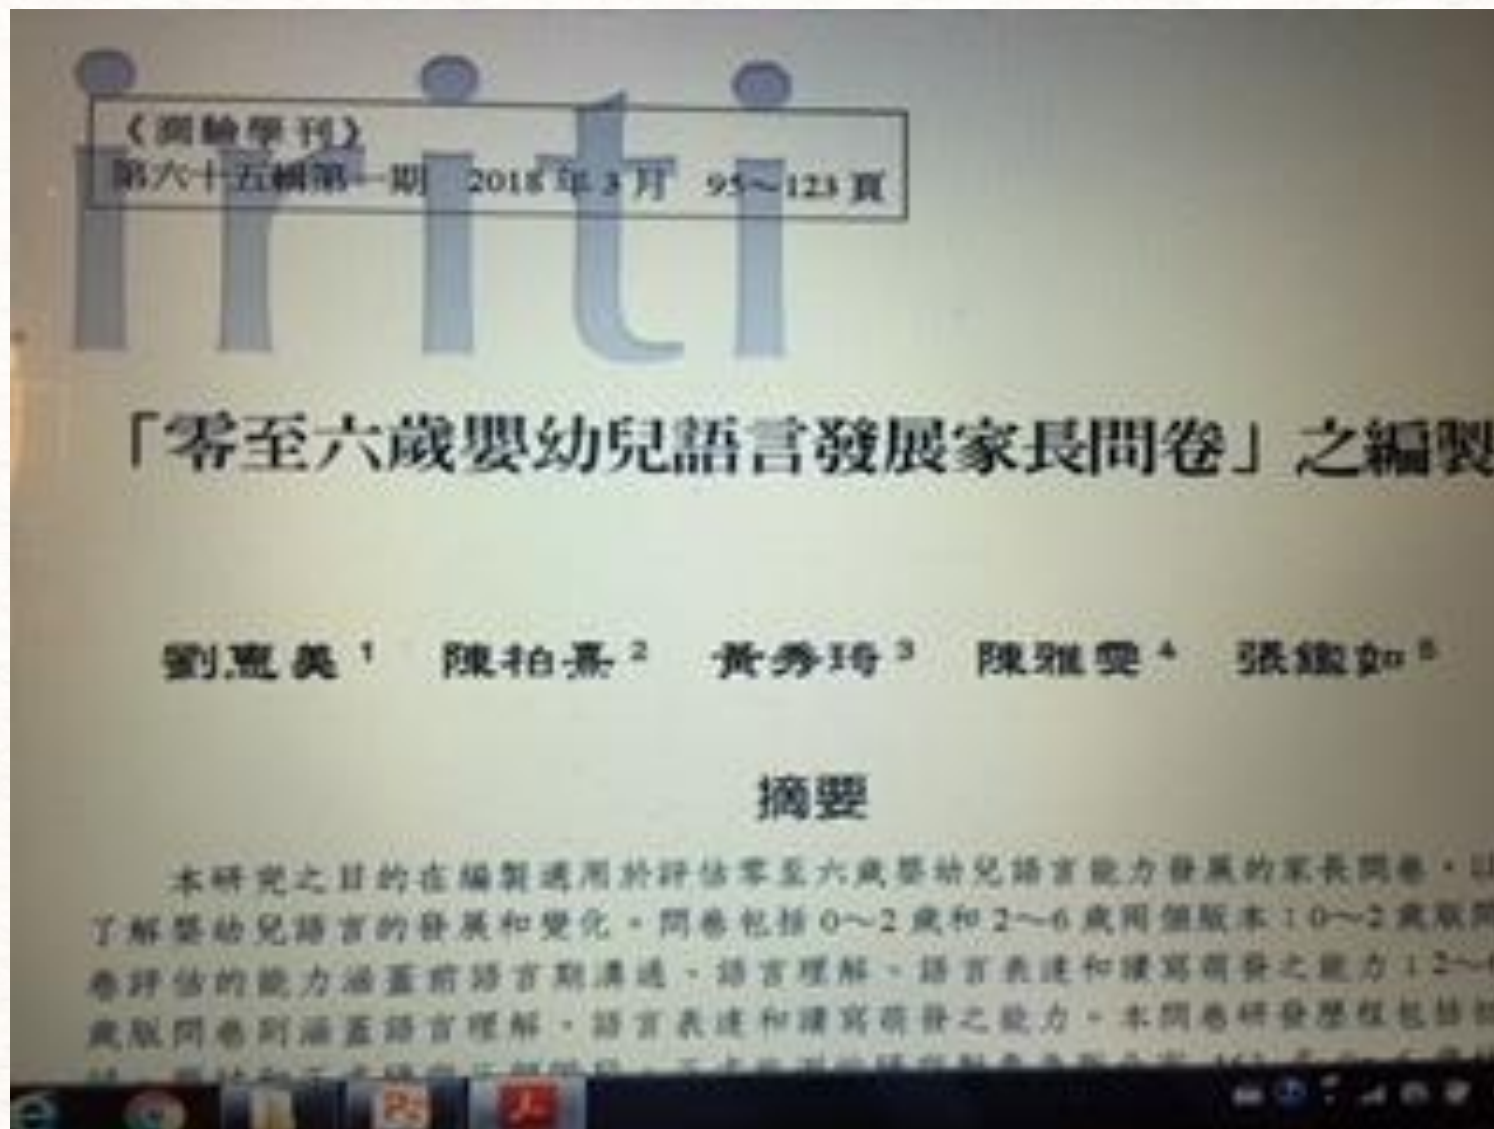 iriti
《測驗學刊》
第六十五輯第一期 2018年3月 95～123頁
「零至六歲嬰幼兒語言發展家長問卷」之編製
劉惠美1 陳柏熹2 黃秀琦3 陳雅雯4 張鑑如5
摘要
本研究之目的在編製適用於評估零至六歲嬰幼兒語言能力發展的家長問卷，以
了解嬰幼兒語言的發展和變化。問卷包括0～2歲和2～6歲兩個版本：0～2歲版問
卷評估的能力涵蓋前語言期溝通、語言理解、語言表達和讀寫萌發之能力；2～
歲版問卷則涵蓋語言理解、語言表達和讀寫萌發之能力。本問卷研發歷程包括